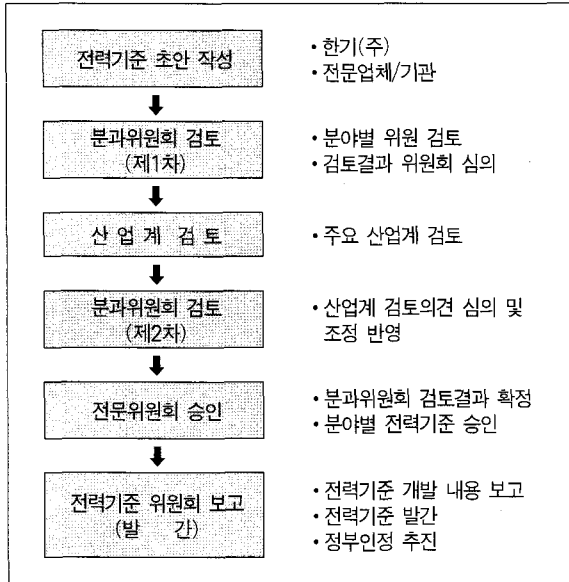 전력기준 초안 작성
• 한기(주)
• 전문업체/기관
분과위원회 검토
(제1차)
• 분야별 위원 검토
• 검토결과 위원회 심의
산 업 계 검 토
• 주요 산업계 검토
분과위원회 검토
(제2차)
• 산업계 검토의견 심의 및
조정 반영
전문위원회 승인
• 분과위원회 검토결과 확정
• 분야별 전력기준 승인
전력기준 위원회 보고
(발 간)
• 전력기준 개발 내용 보고
• 전력기준 발간
• 정부인정 추진